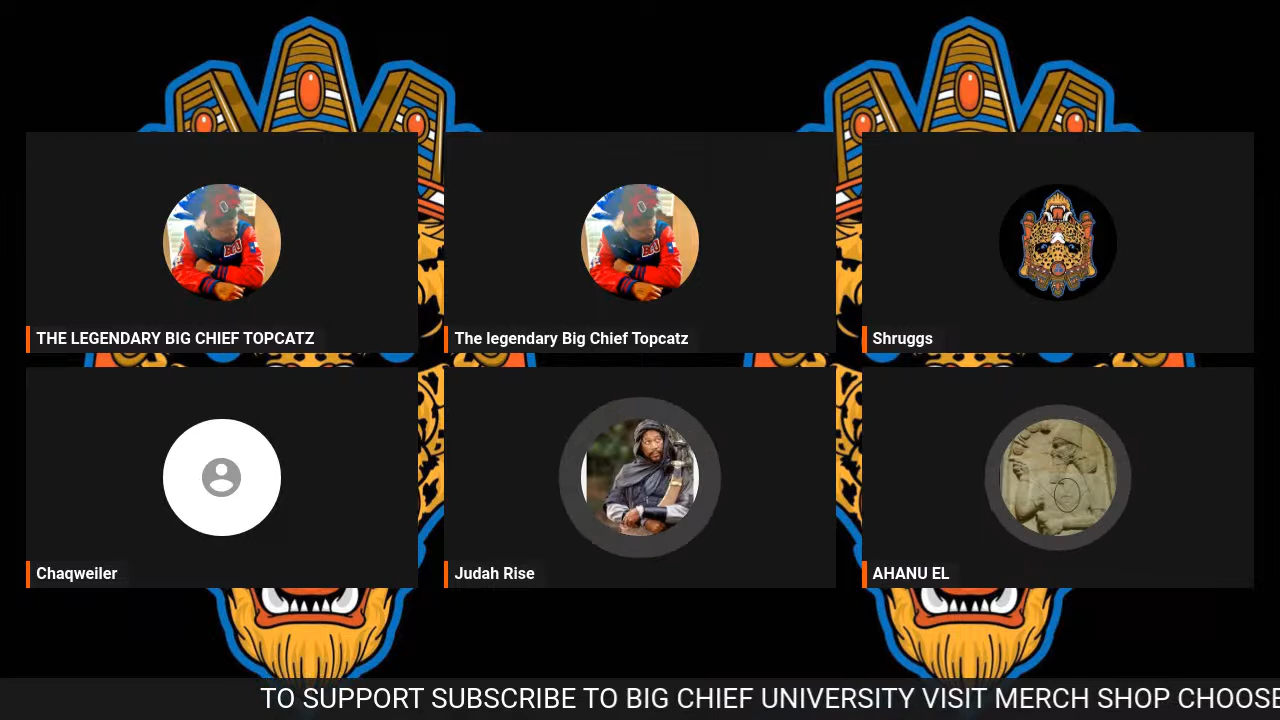 THE LEGENDARY BIG CHIEF TOPCATZ
The legendary Big Chief Topcatz
Shruggs
Chaqweiler
Judah Rise
AHANU EL
TO SUPPORT SUBSCRIBE TO BIG CHIEF UNIVERSITY VISIT MERCH SHOP CHOOSE